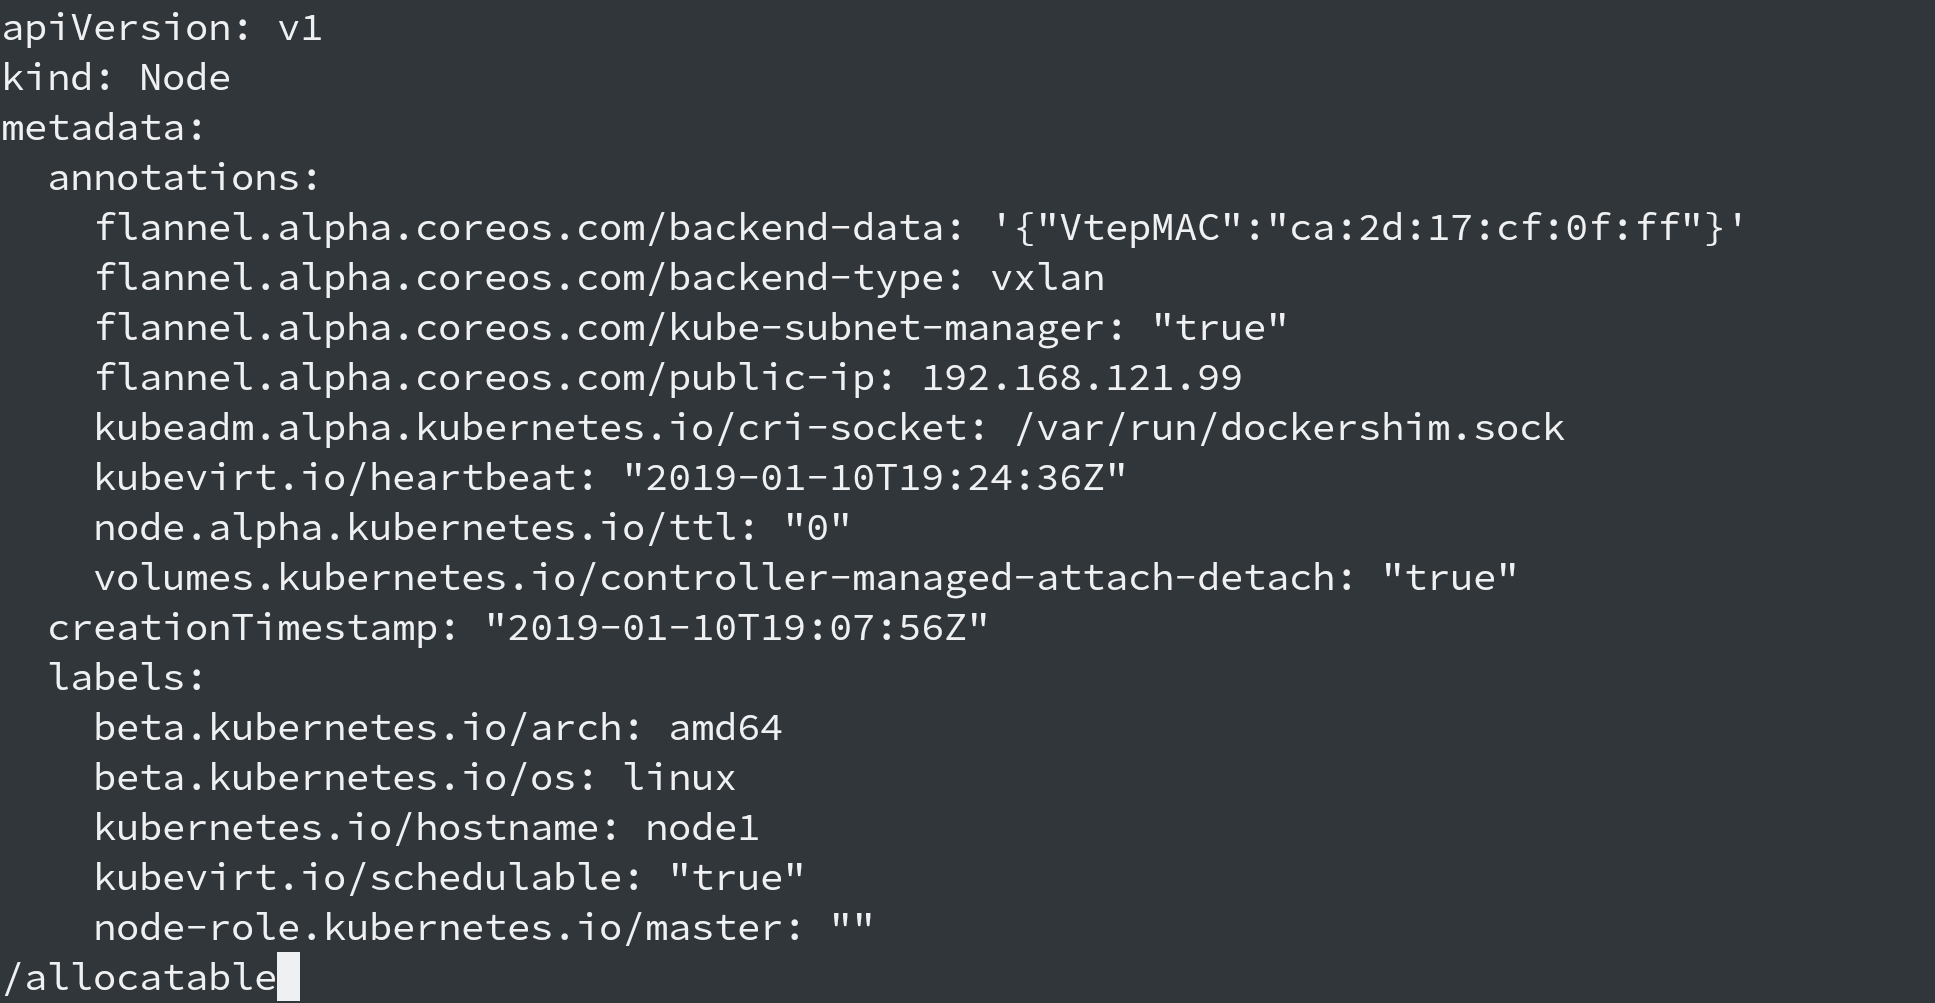 apiVersion: v1
kind: Node
metadata:
  annotations:
    flannel.alpha.coreos.com/backend-data: '{"VtepMAC":"ca:2d:17:cf:0f:ff"}'
    flannel.alpha.coreos.com/backend-type: vxlan
    flannel.alpha.coreos.com/kube-subnet-manager: "true"
    flannel.alpha.coreos.com/public-ip: 192.168.121.99
    kubeadm.alpha.kubernetes.io/cri-socket: /var/run/dockershim.sock
    kubevirt.io/heartbeat: "2019-01-10T19:24:36Z"
    node.alpha.kubernetes.io/ttl: "0"
    volumes.kubernetes.io/controller-managed-attach-detach: "true"
  creationTimestamp: "2019-01-10T19:07:56Z"
  labels:
    beta.kubernetes.io/arch: amd64
    beta.kubernetes.io/os: linux
    kubernetes.io/hostname: node1
    kubevirt.io/schedulable: "true"
    node-role.kubernetes.io/master: ""
/allocatable